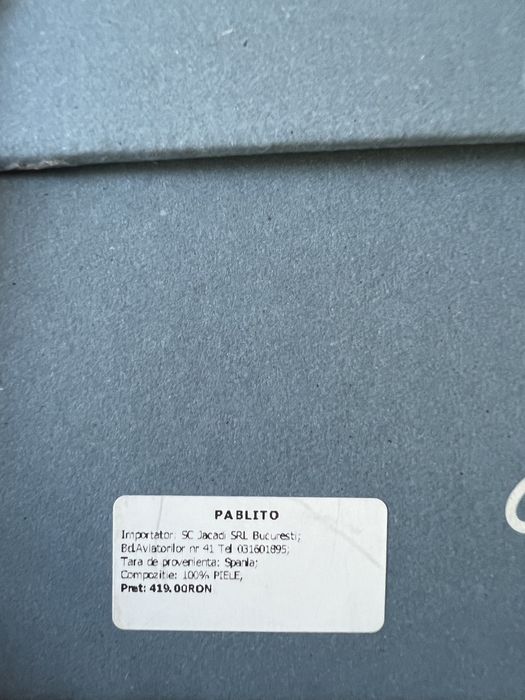 PABLITO
Importator: SC Jacadi SRL Bucuresti;
Bd.Aviatorilor nr 41 Tel 031601895;
Tara de provenienta: Spania;
Compozitie: 100% PIELE,
Pret: 419.00RON